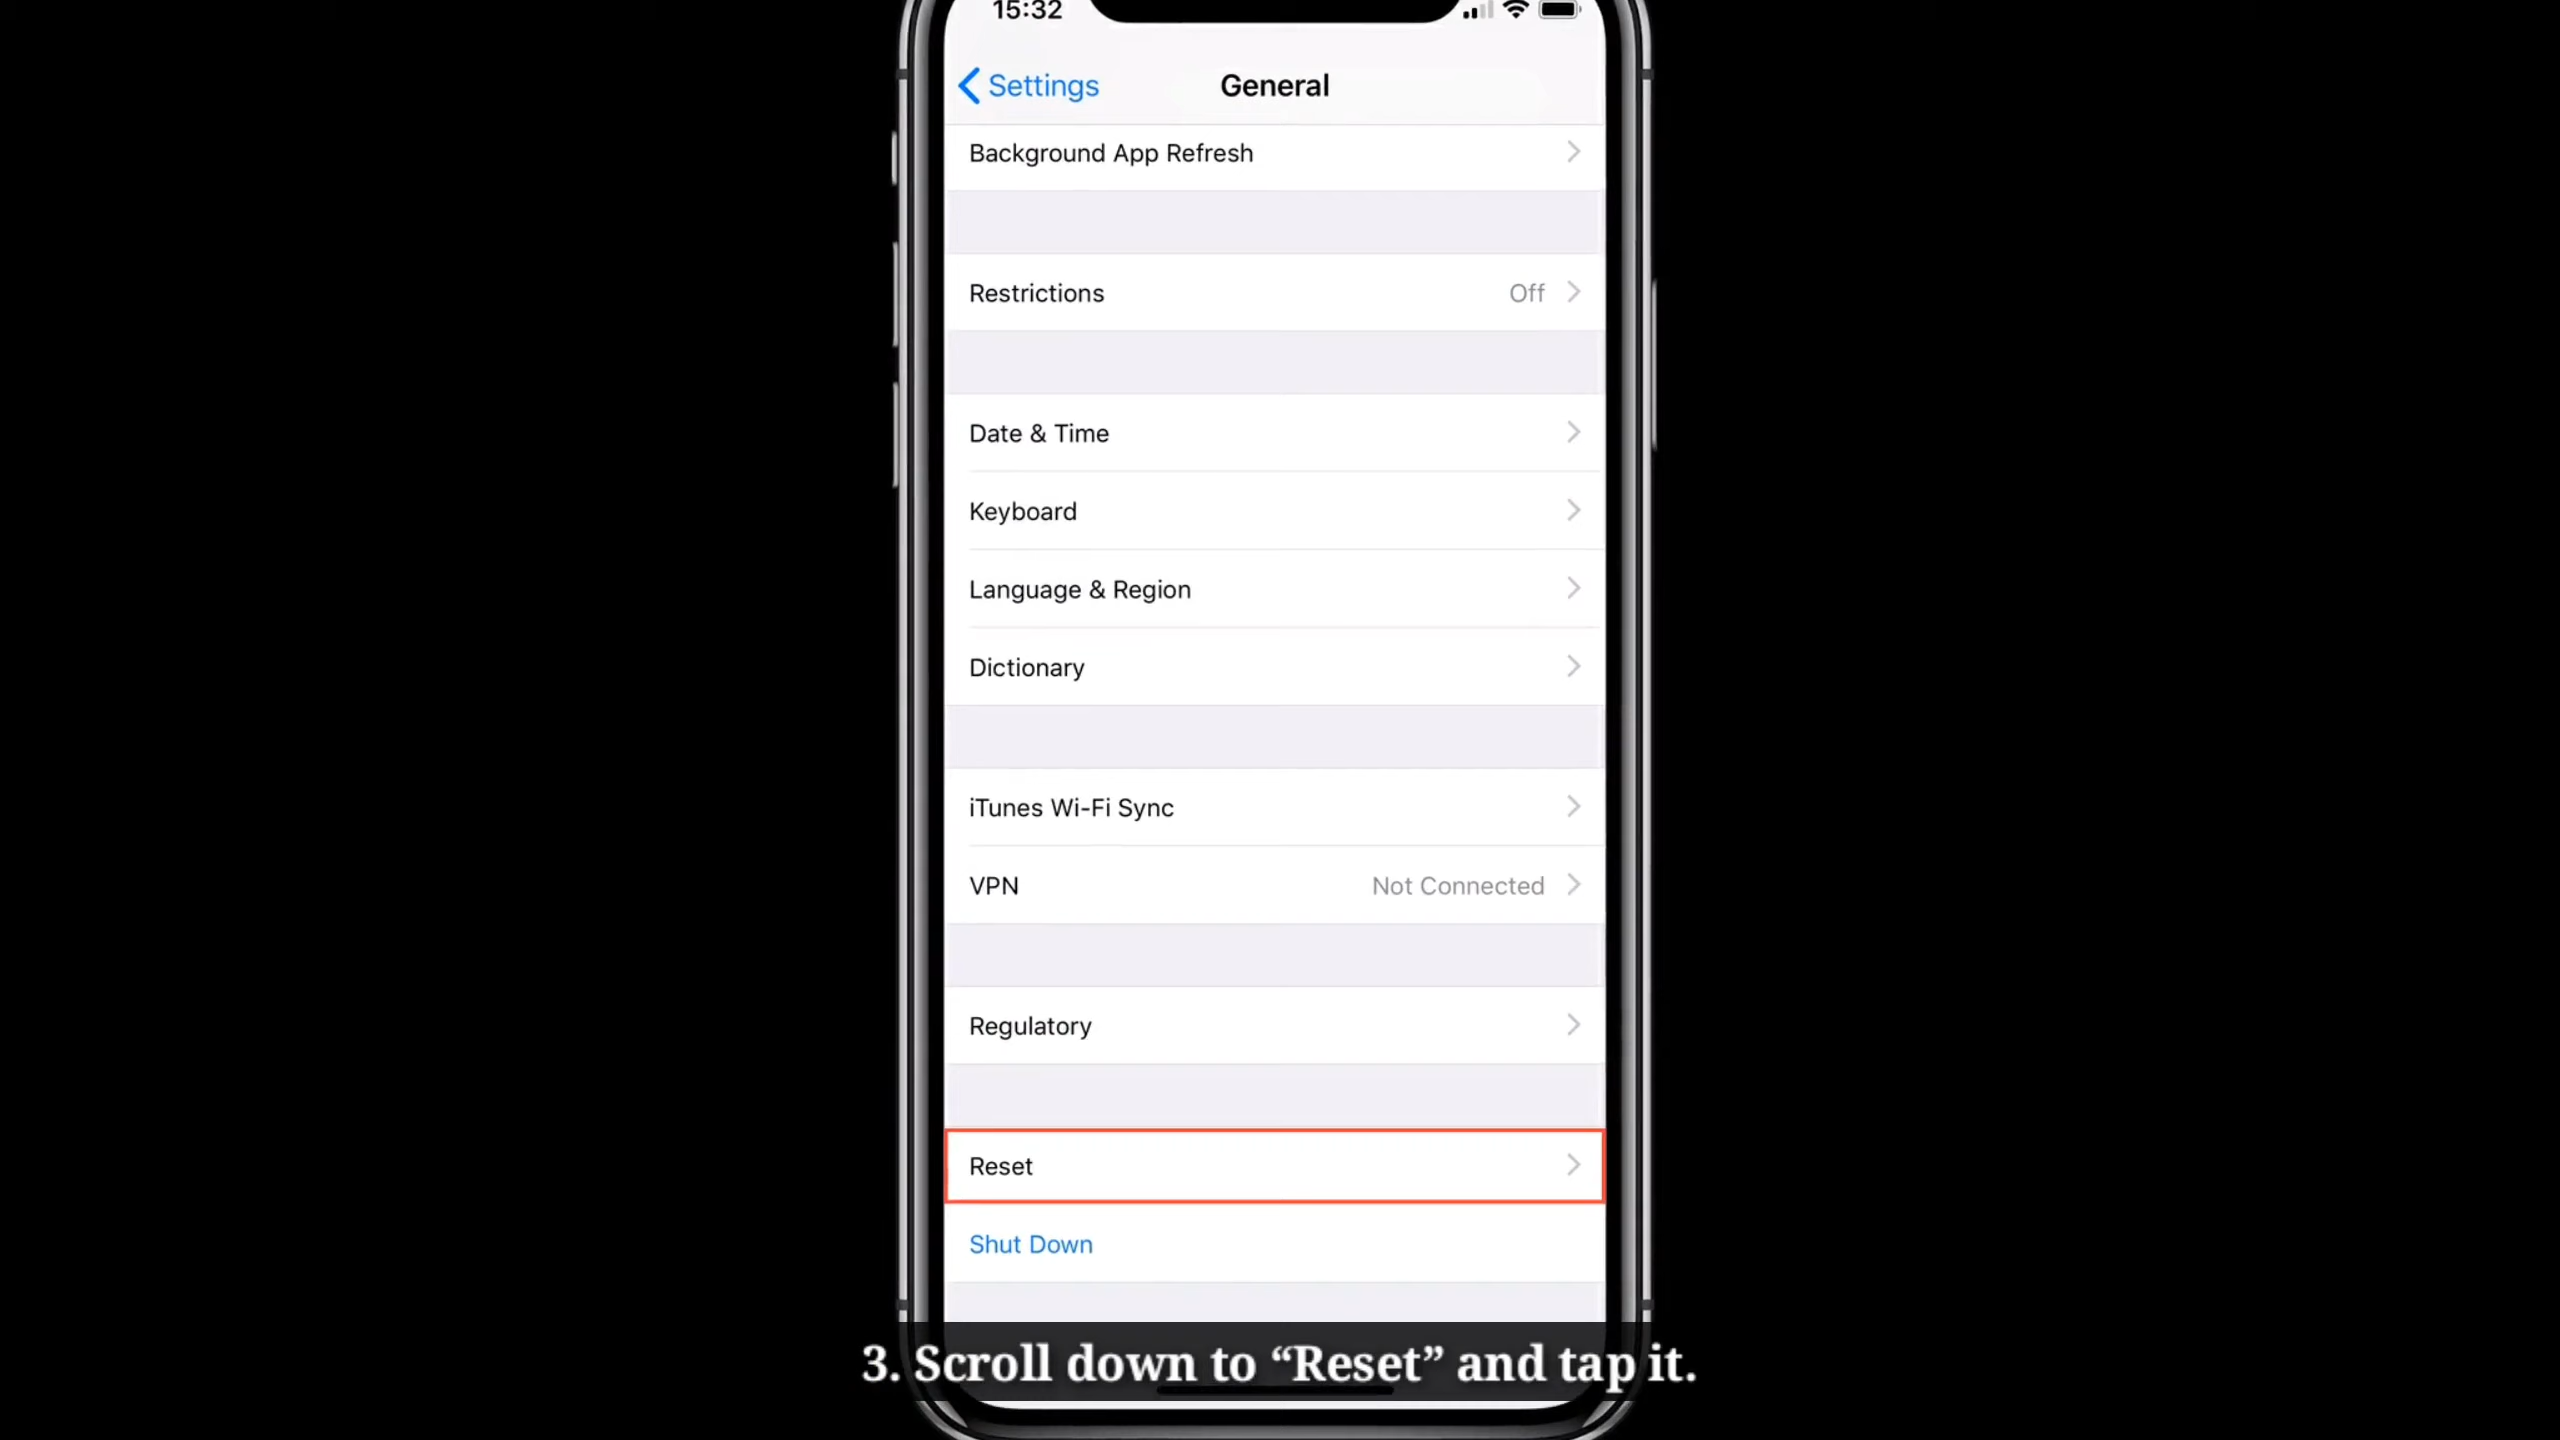 15:32
Settings
General
Background App Refresh
Restrictions Off
Date & Time
Keyboard
Language & Region
Dictionary
iTunes Wi-Fi Sync
VPN Not Connected
Regulatory
Reset
Shut Down
3. Scroll down to “Reset” and tap it.